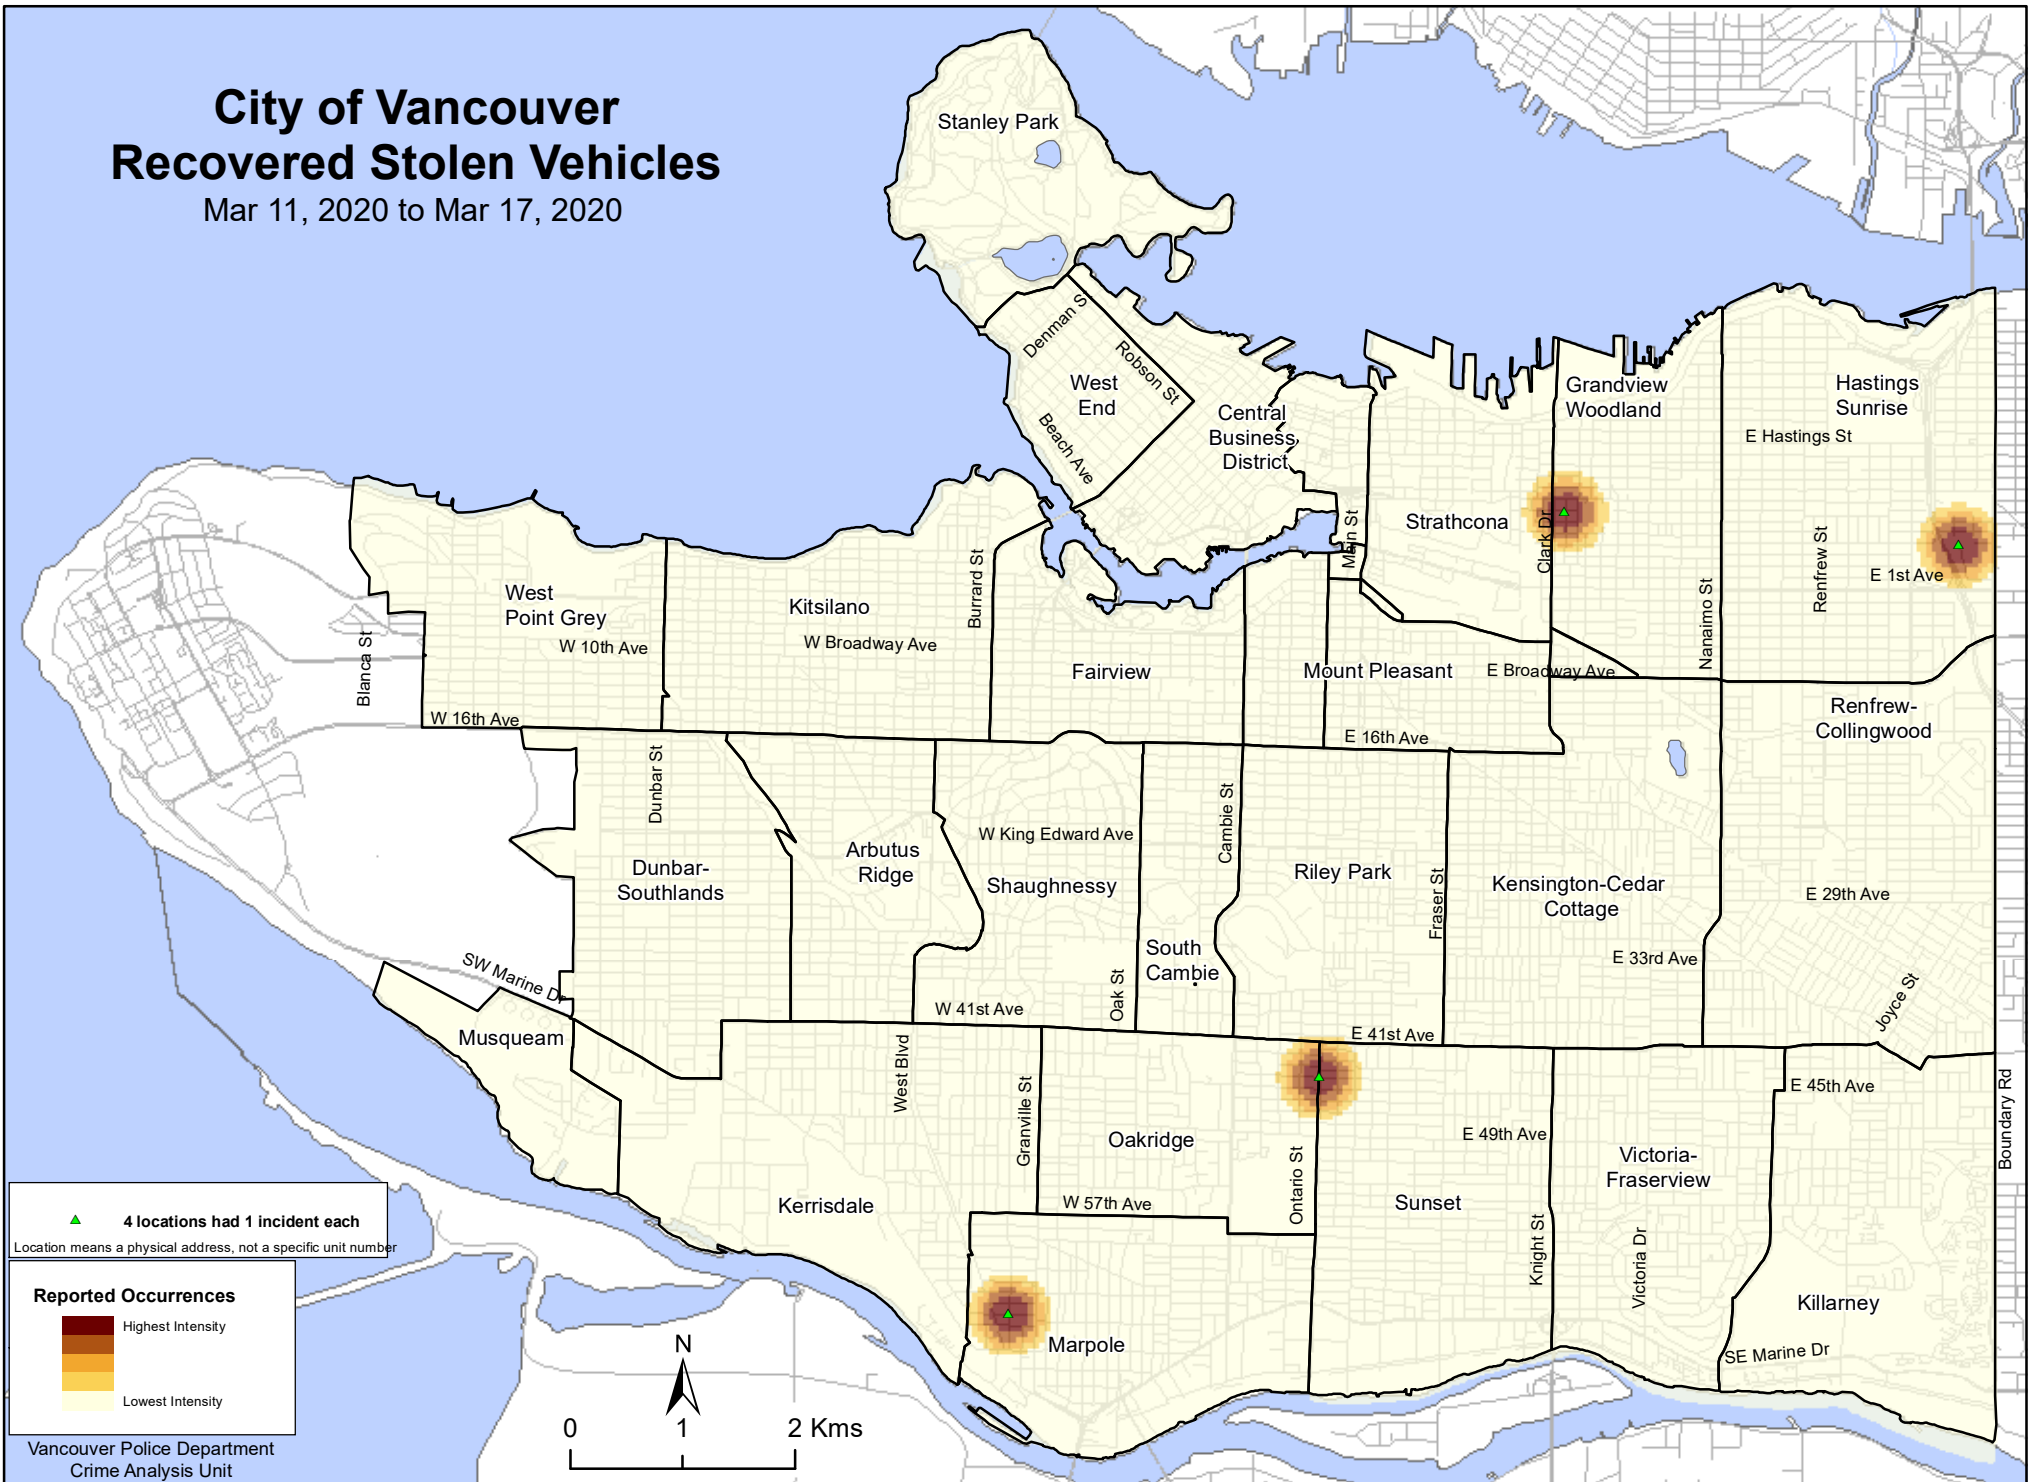 City of Vancouver
Recovered Stolen Vehicles
Mar 11, 2020 to Mar 17, 2020
Stanley Park
Denman S
Robson St
West
End
Beach Ave
Central
Business
District
Main St
Strathcona
Clark Dr
Grandview
Woodland
Hastings
Sunrise
E Hastings St
Renfrew St
E 1st Ave
Nanaimo St
West
Point Grey
W 10th Ave
Blanca St
W 16th Ave
Kitsilano
W Broadway Ave
Burrard St
Fairview
Mount Pleasant
E Broadway Ave
E 16th Ave
Renfrew-
Collingwood
Dunbar St
Dunbar-
Southlands
Arbutus
Ridge
W King Edward Ave
Shaughnessy
Cambie St
South
Cambie
Oak St
Riley Park
Fraser St
Kensington-Cedar
Cottage
E 29th Ave
E 33rd Ave
Joyce St
SW Marine Dr
Musqueam
W 41st Ave
E 41st Ave
West Blvd
Granville St
Oakridge
W 57th Ave
Ontario St
E 49th Ave
Sunset
Knight St
Victoria-
Fraserview
Victoria Dr
E 45th Ave
Boundary Rd
Kerrisdale
Marpole
Killarney
SE Marine Dr
4 locations had 1 incident each
Location means a physical address, not a specific unit number
Reported Occurrences
Highest Intensity
Lowest Intensity
Vancouver Police Department
Crime Analysis Unit
N
0 1 2 Kms